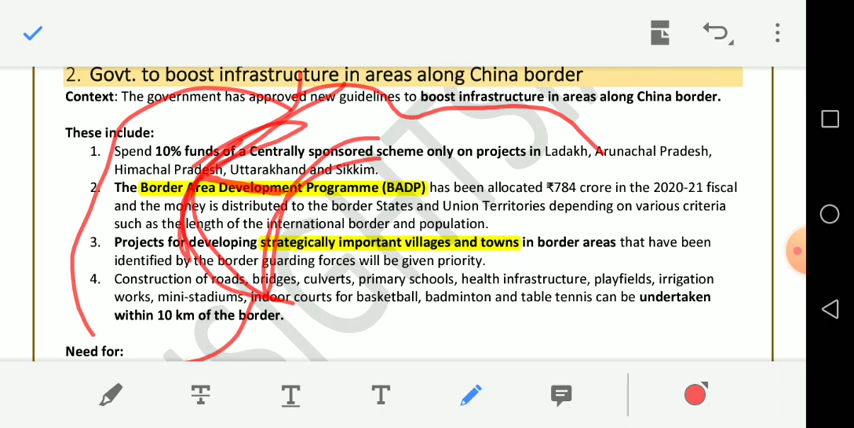 2. Govt. to boost infrastructure in areas along China border
Context: The government has approved new guidelines to boost infrastructure in areas along China border.
These include:
1. Spend 10% funds of a Centrally sponsored scheme only on projects in Ladakh, Arunachal Pradesh,
Himachal Pradesh, Uttarakhand and Sikkim.
2. The Border Area Development Programme (BADP) has been allocated ₹784 crore in the 2020-21 fiscal
and the money is distributed to the border States and Union Territories depending on various criteria
such as the length of the international border and population.
3. Projects for developing strategically important villages and towns in border areas that have been
identified by the border guarding forces will be given priority.
4. Construction of roads, bridges, culverts, primary schools, health infrastructure, playfields, irrigation
works, mini-stadiums, indoor courts for basketball, badminton and table tennis can be undertaken
within 10 km of the border.
Need for: